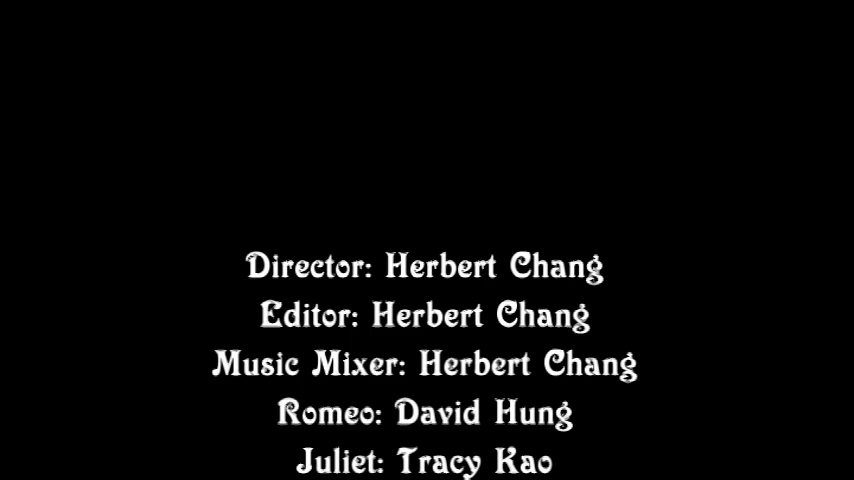 Director: Herbert Chang
Editor: Herbert Chang
Music Mixer: Herbert Chang
Romeo: David Hung
Juliet: Tracy Kao